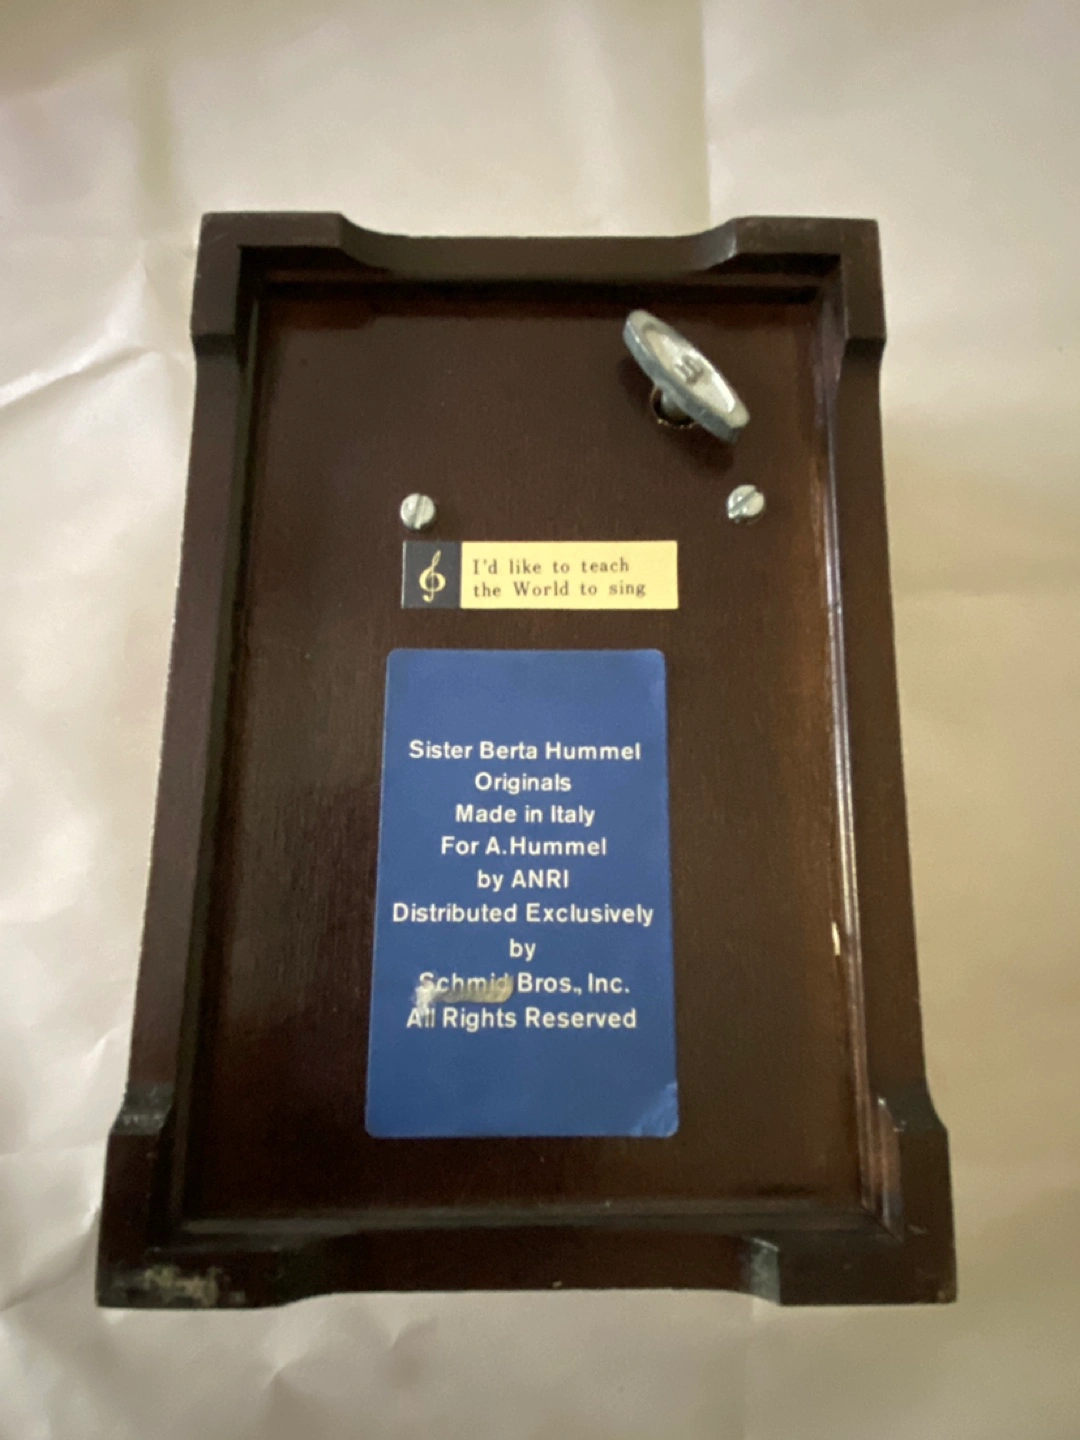 I'd like to teach
the World to sing
Sister Berta Hummel
Originals
Made in Italy
For A.Hummel
by ANRI
Distributed Exclusively
by
Schmid Bros., Inc.
All Rights Reserved